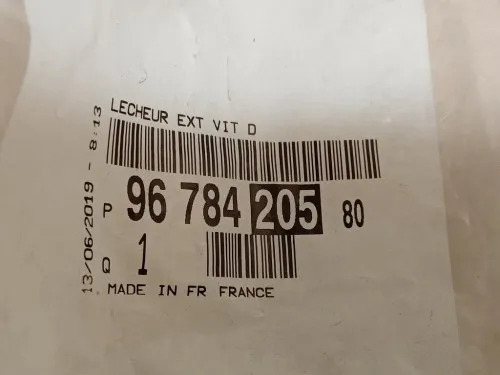 LECHEUR EXT VIT D
P 96 784 205 80
Q 1
MADE IN FR FRANCE
13/06/2019 - 8:13